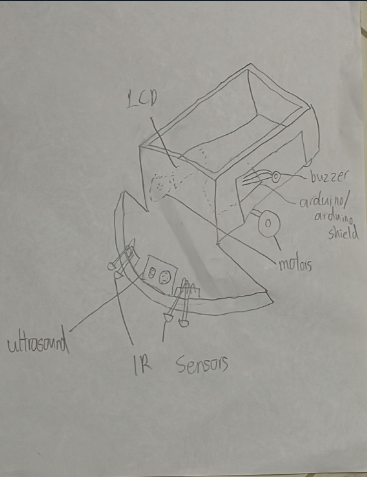 LCD
buzzer
arduino/
arduino
shield
motors
ultrasound
IR Sensors